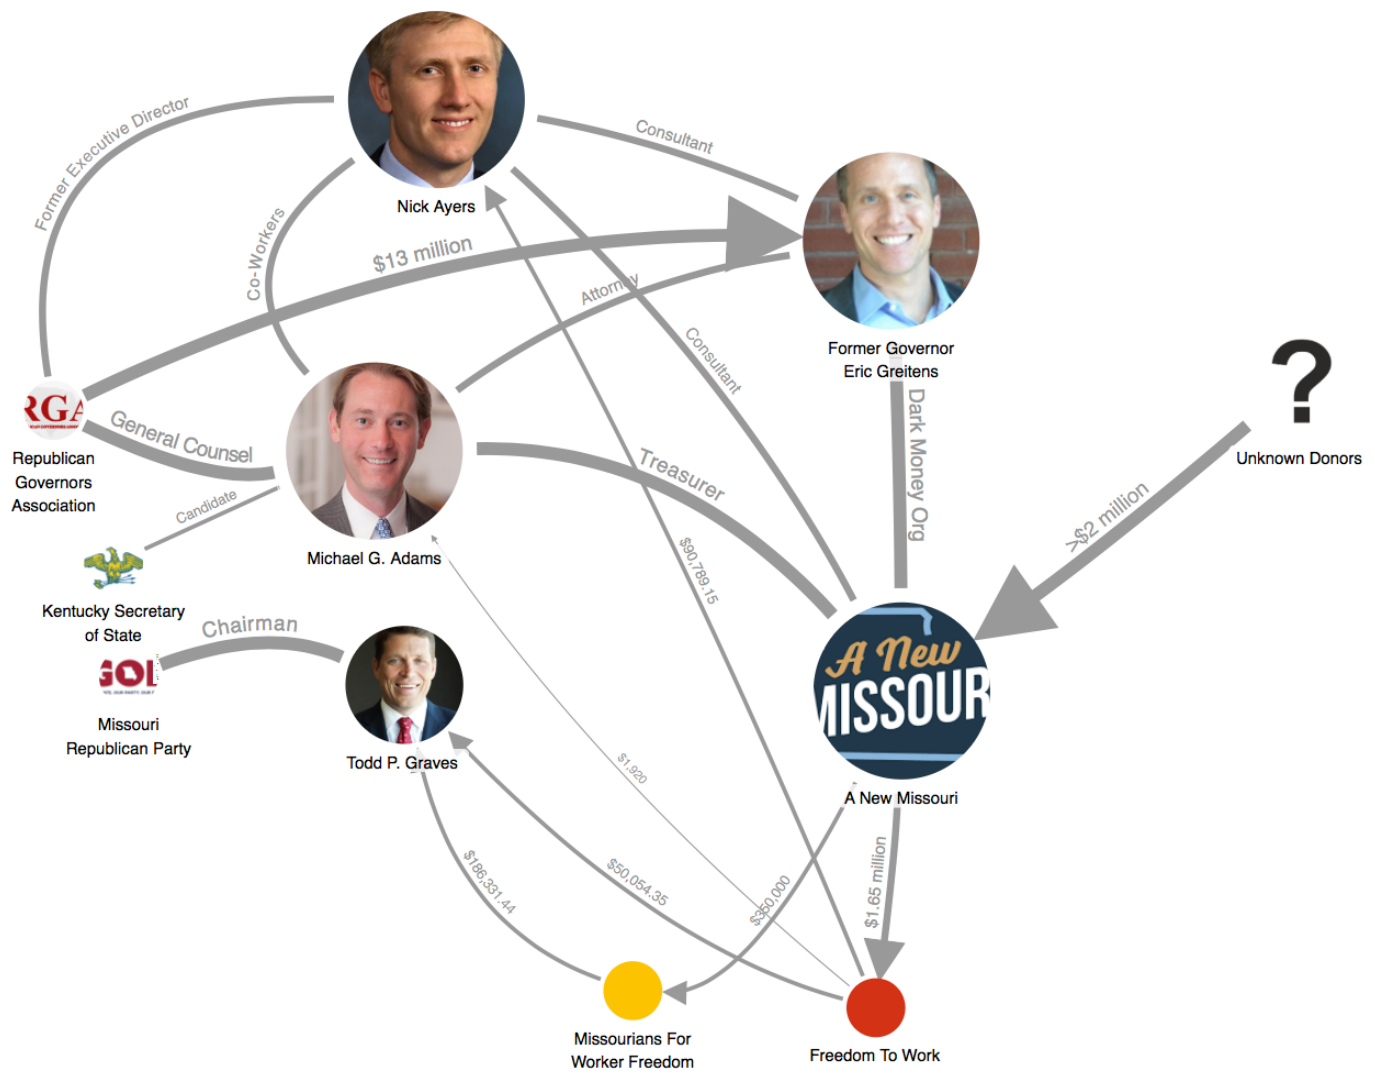 Former Executive Director
Consultant
Nick Ayers
Co-Workers
$13 million
Attorney
Former Governor
Eric Greitens
Consultant
?
Unknown Donors
RGA
Republican
Governors
Association
General Counsel
Candidate
Treasurer
Dark Money Org
>$2 million
Michael G. Adams
$90,789.15
Kentucky Secretary
of State
Chairman
GOP
Missouri
Republican Party
Todd P. Graves
A New
MISSOUR
A New Missouri
$1,920
$186,331.44
$50,054.35
$350,000
$1.65 million
Missourians For
Worker Freedom
Freedom To Work